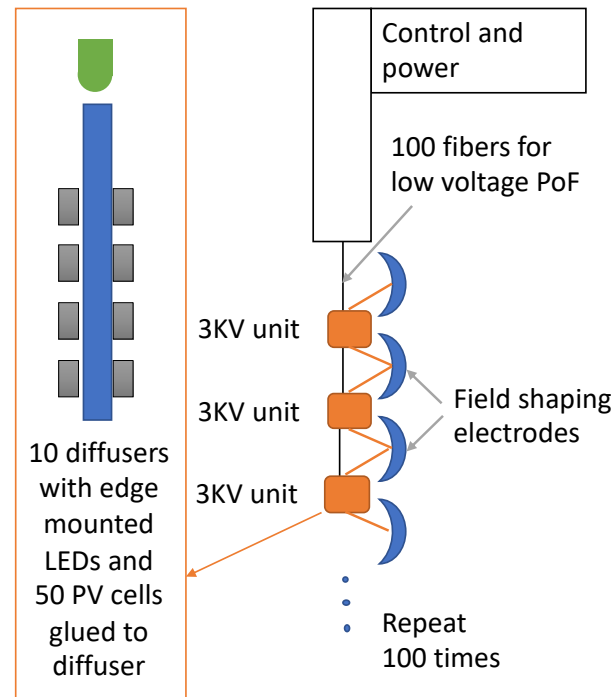 Control and
power
100 fibers for
low voltage PoF
3KV unit
3KV unit
3KV unit
Field shaping
electrodes
Repeat
100 times
10 diffusers
with edge
mounted
LEDs and
50 PV cells
glued to
diffuser